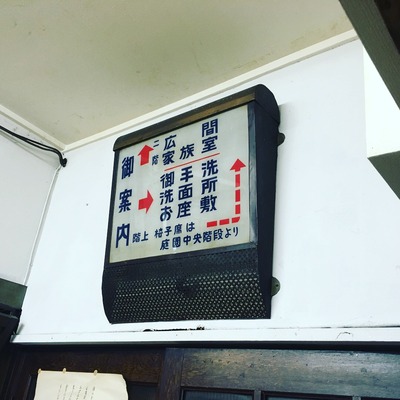 御案内
二階 広間
家族室
御手洗
洗面所
お座敷
階上 椅子席は
庭園中央階段より